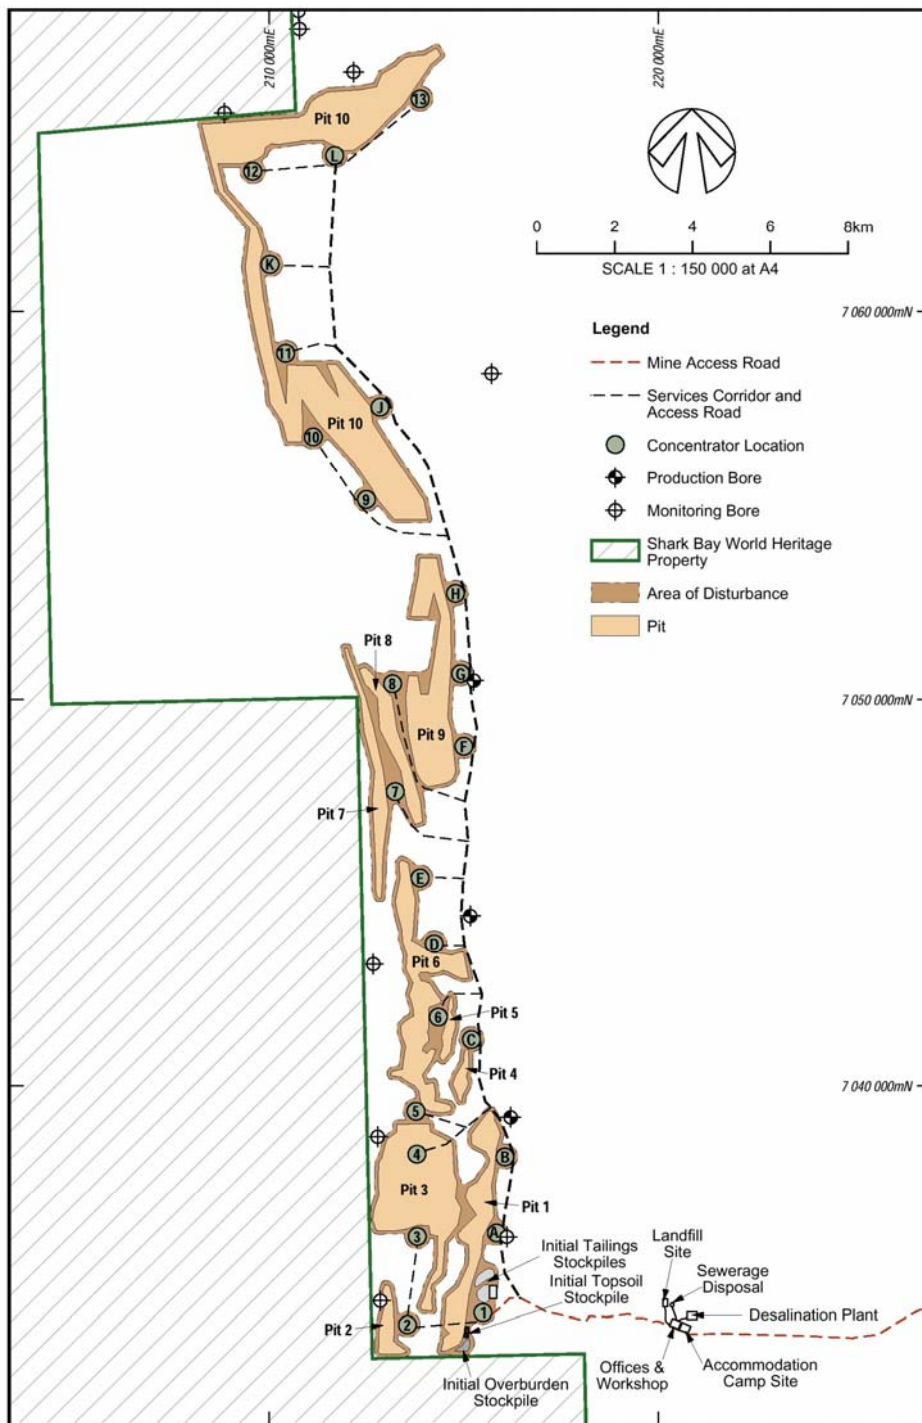 210 000mE
220 000mE
Pit 10
13
L
12
0 2 4 6 8km
SCALE 1 : 150 000 at A4
K
7 060 000mN
Legend
11
Mine Access Road
Services Corridor and
Access Road
J
Pit 10
10
Concentrator Location
Production Bore
9
Monitoring Bore
Shark Bay World Heritage
Property
H
Area of Disturbance
Pit
Pit 8
G
8
7 050 000mN
Pit 9
F
7
Pit 7
E
D
Pit 6
6
Pit 5
C
Pit 4
7 040 000mN
5
4
B
Pit 3
Pit 1
3
A
Initial Tailings
Stockpiles
Initial Topsoil
Stockpile
Landfill
Site
Sewerage
Disposal
Desalination Plant
Pit 2
2
1
Offices &
Workshop
Accommodation
Camp Site
Initial Overburden
Stockpile